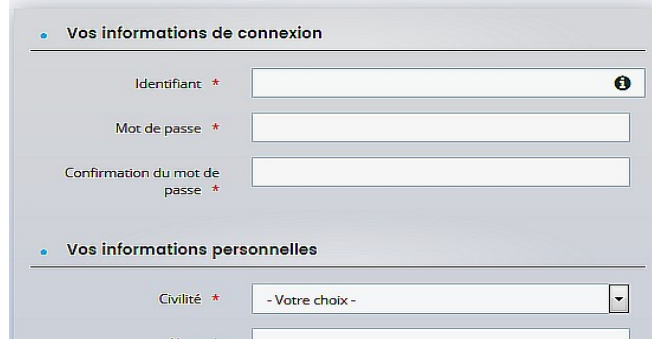 Vos informations de connexion
Identifiant *
Mot de passe *
Confirmation du mot de
passe *
Vos informations personnelles
Civilité * - Votre choix -